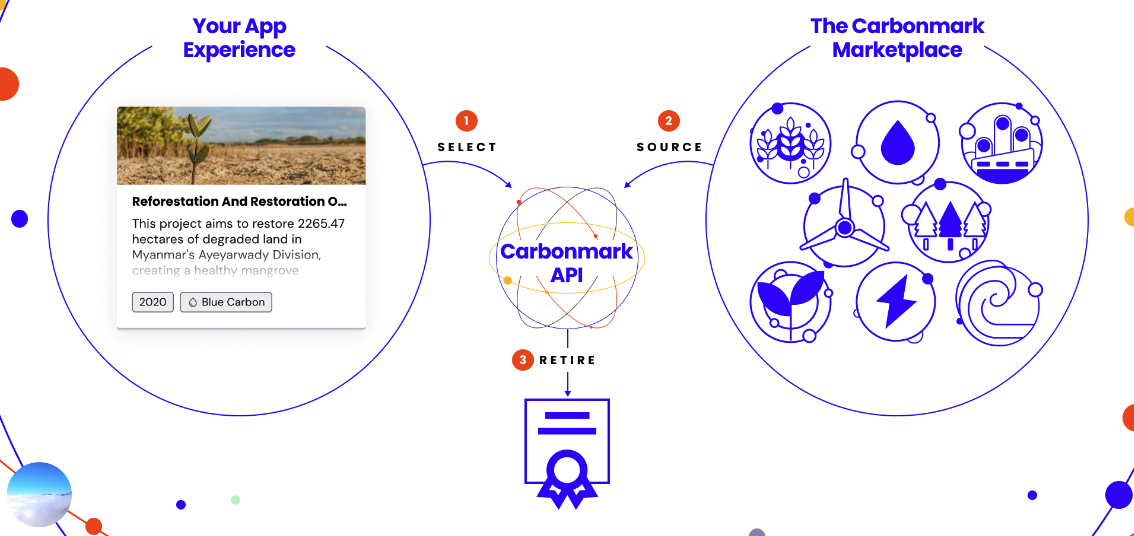 Your App
Experience
The Carbonmark
Marketplace
1
SELECT
2
SOURCE
Reforestation And Restoration O...
This project aims to restore 2265.47
hectares of degraded land in
Myanmar's Ayeyarwady Division,
creating a healthy mangrove
2020
Blue Carbon
Carbonmark
API
3 RETIRE